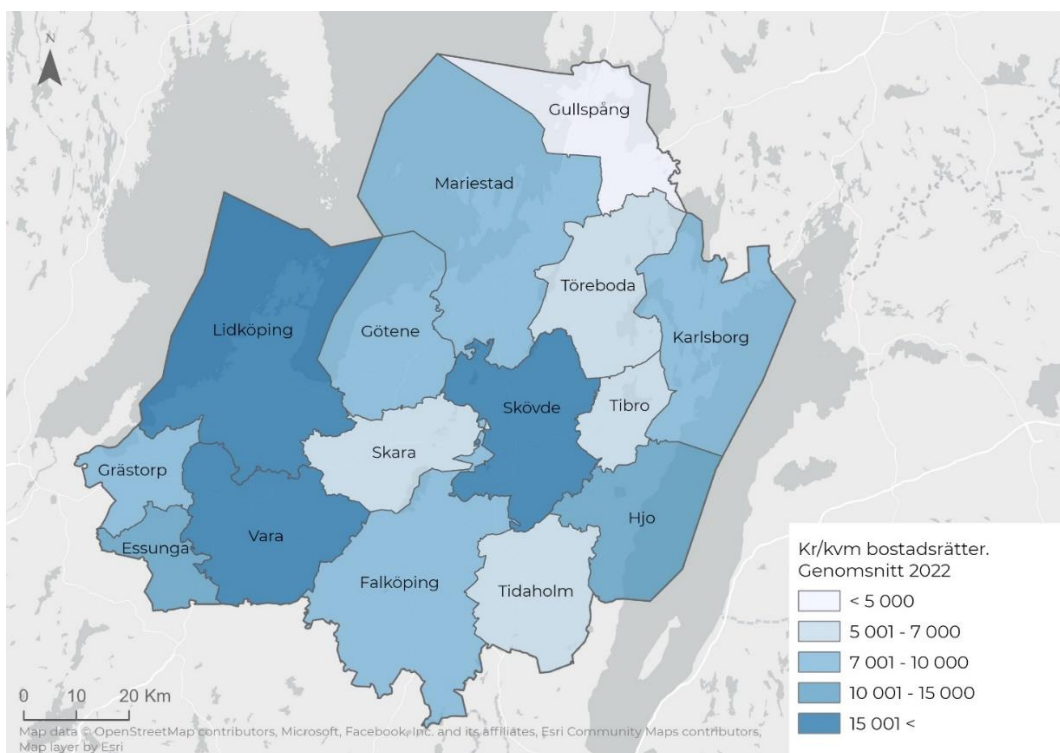 N
Gullspång
Mariestad
Töreboda
Lidköping
Götene
Karlsborg
Skövde
Tibro
Skara
Grästorp
Hjo
Vara
Essunga
Falköping
Tidaholm
Kr/kvm bostadsrätter.
Genomsnitt 2022
< 5 000
5 001 - 7 000
7 001 - 10 000
10 001 - 15 000
15 001 <
0 10 20 Km
Map data © OpenStreetMap contributors, Microsoft, Facebook, Inc. and its affiliates, Esri Community Maps contributors,
Map layer by Esri